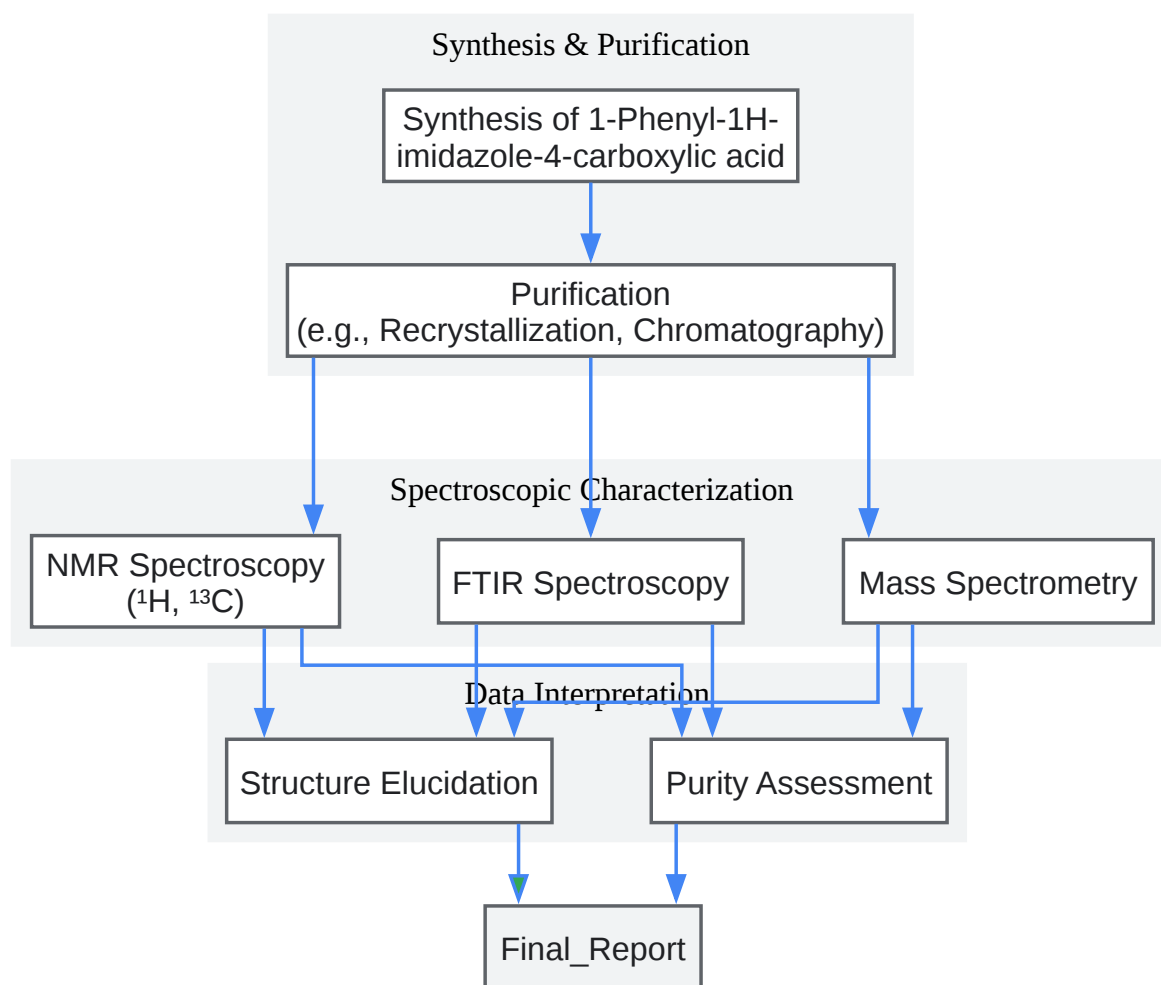 Synthesis & Purification
Synthesis of 1-Phenyl-1H-
imidazole-4-carboxylic acid
Purification
(e.g., Recrystallization, Chromatography)
Spectroscopic Characterization
NMR Spectroscopy
(¹H, ¹³C)
FTIR Spectroscopy
Mass Spectrometry
Data Interpretation
Structure Elucidation
Purity Assessment
Final_Report